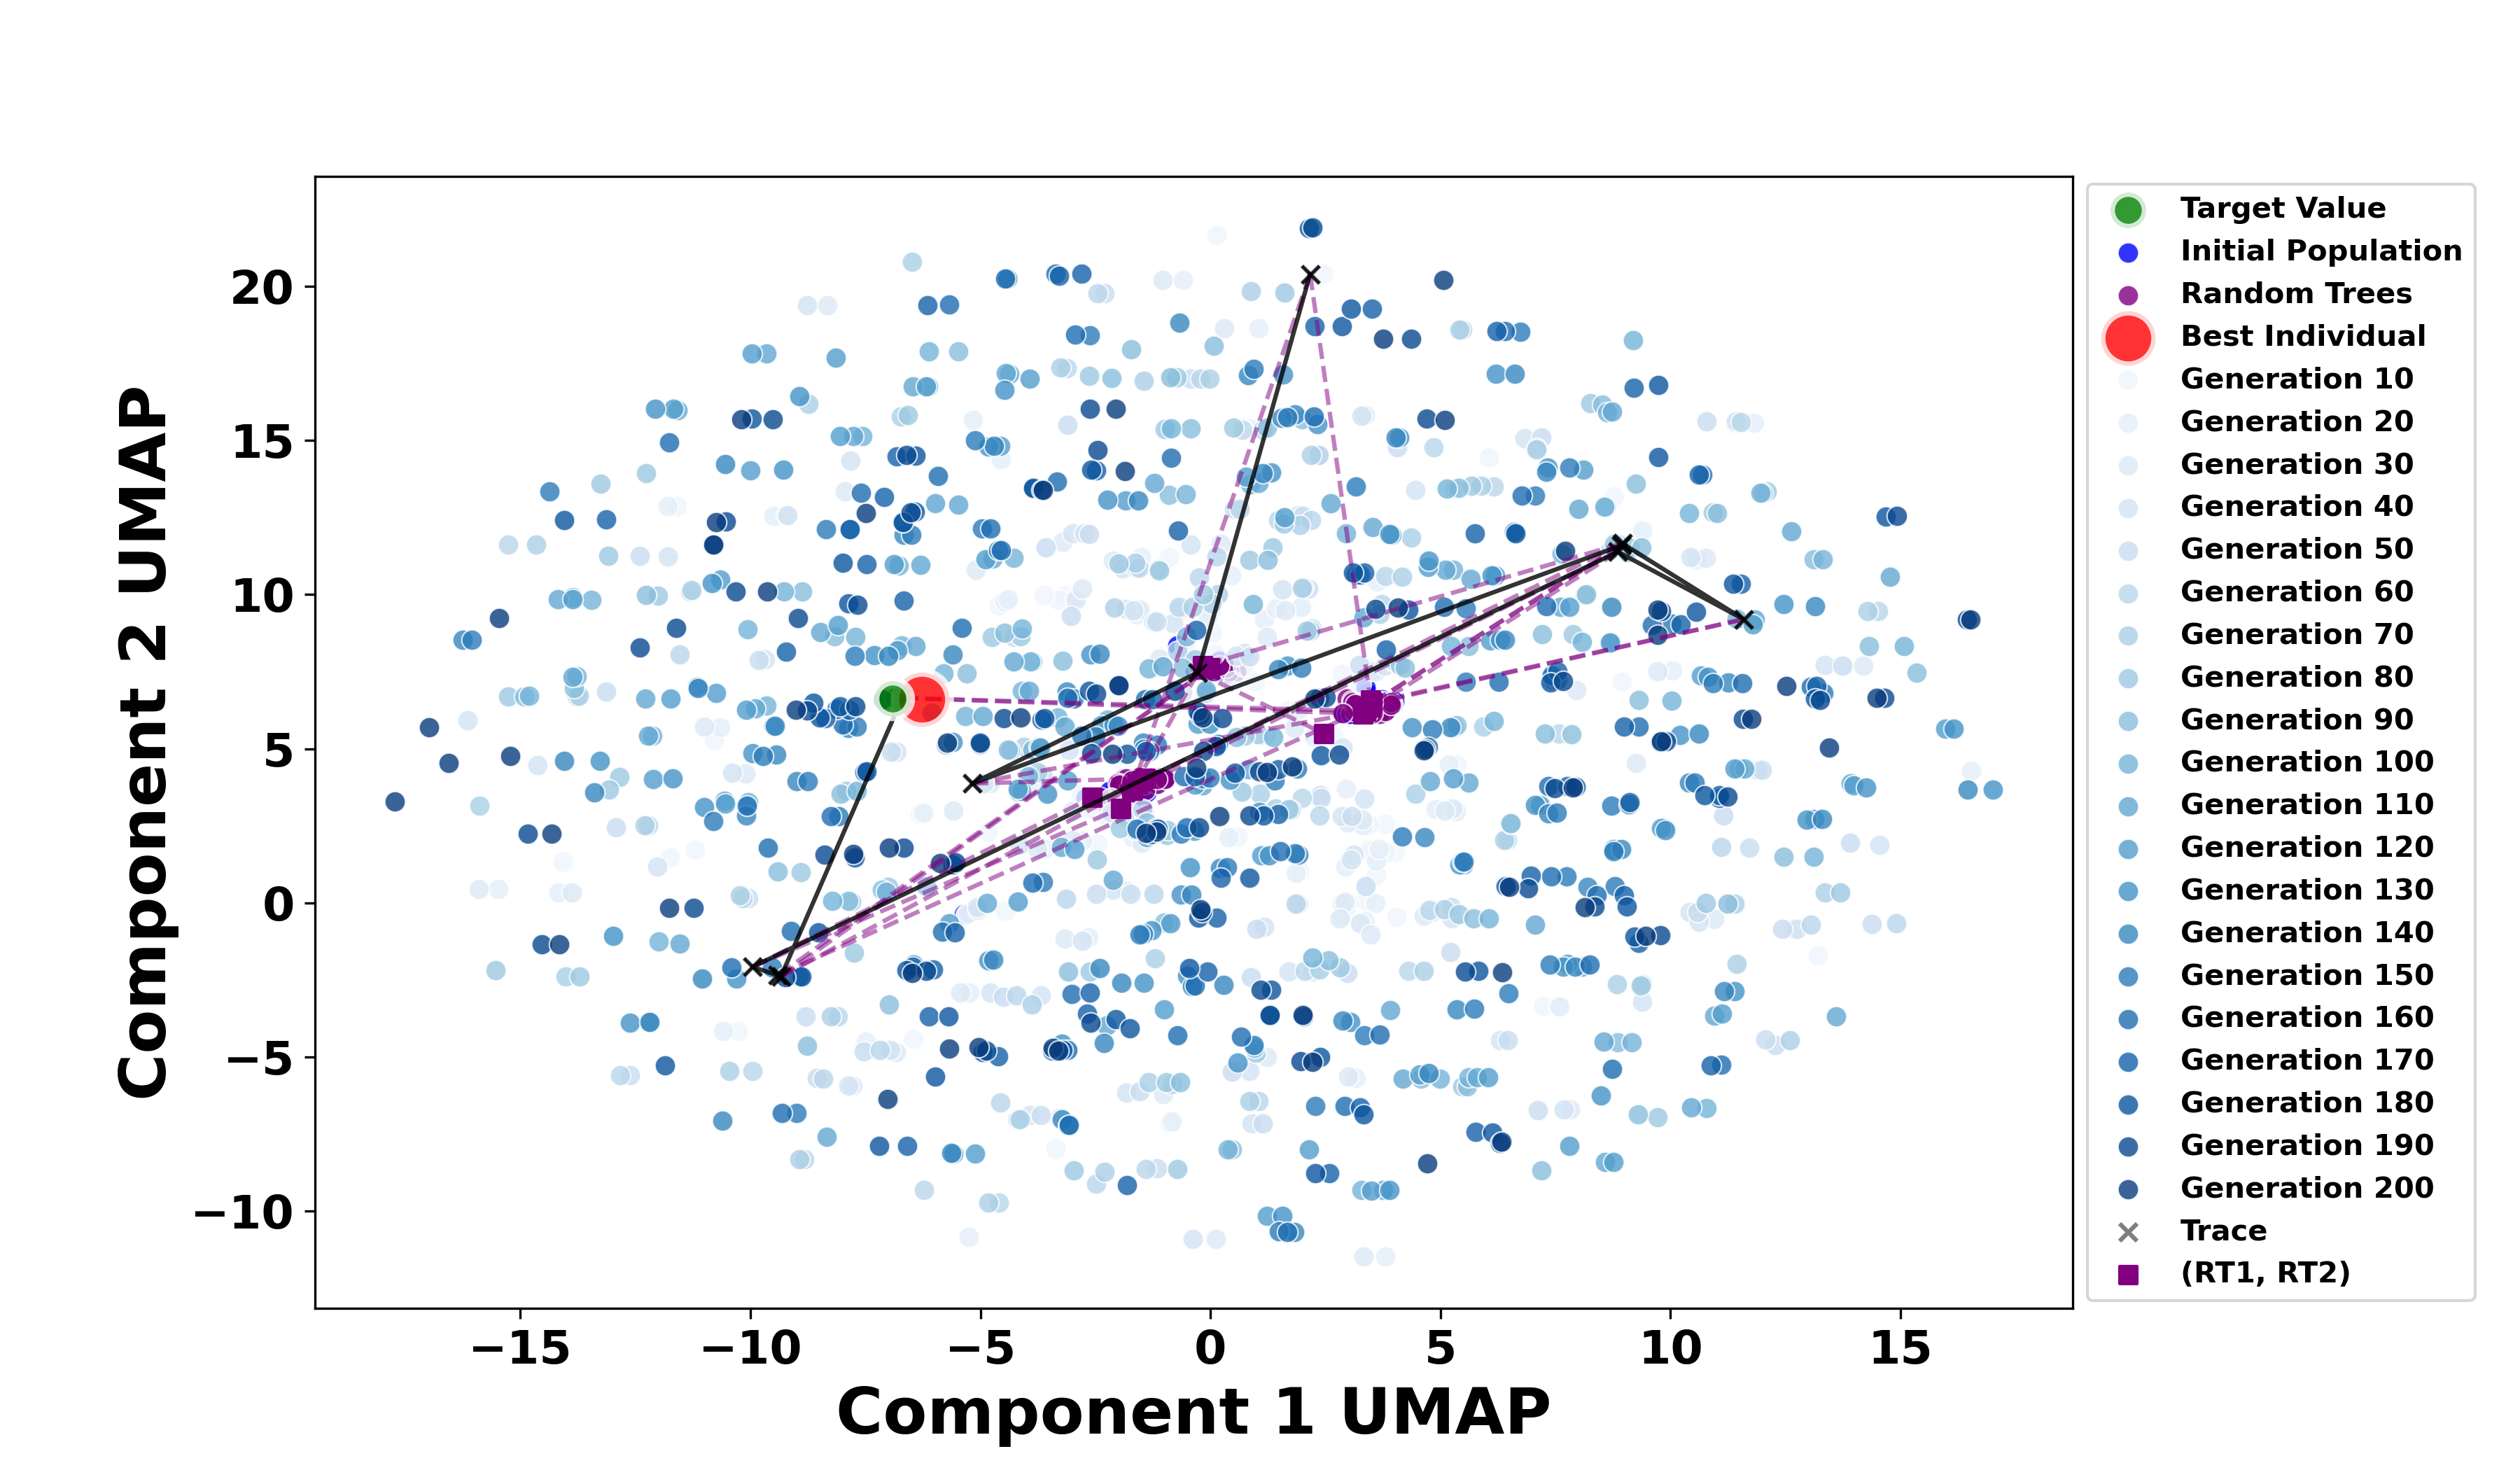 Component 2 UMAP
20
15
10
5
0
−5
−10
−15
−10
−5
0
5
10
15
Component 1 UMAP
Target Value
Initial Population
Random Trees
Best Individual
Generation 10
Generation 20
Generation 30
Generation 40
Generation 50
Generation 60
Generation 70
Generation 80
Generation 90
Generation 100
Generation 110
Generation 120
Generation 130
Generation 140
Generation 150
Generation 160
Generation 170
Generation 180
Generation 190
Generation 200
Trace
(RT1, RT2)